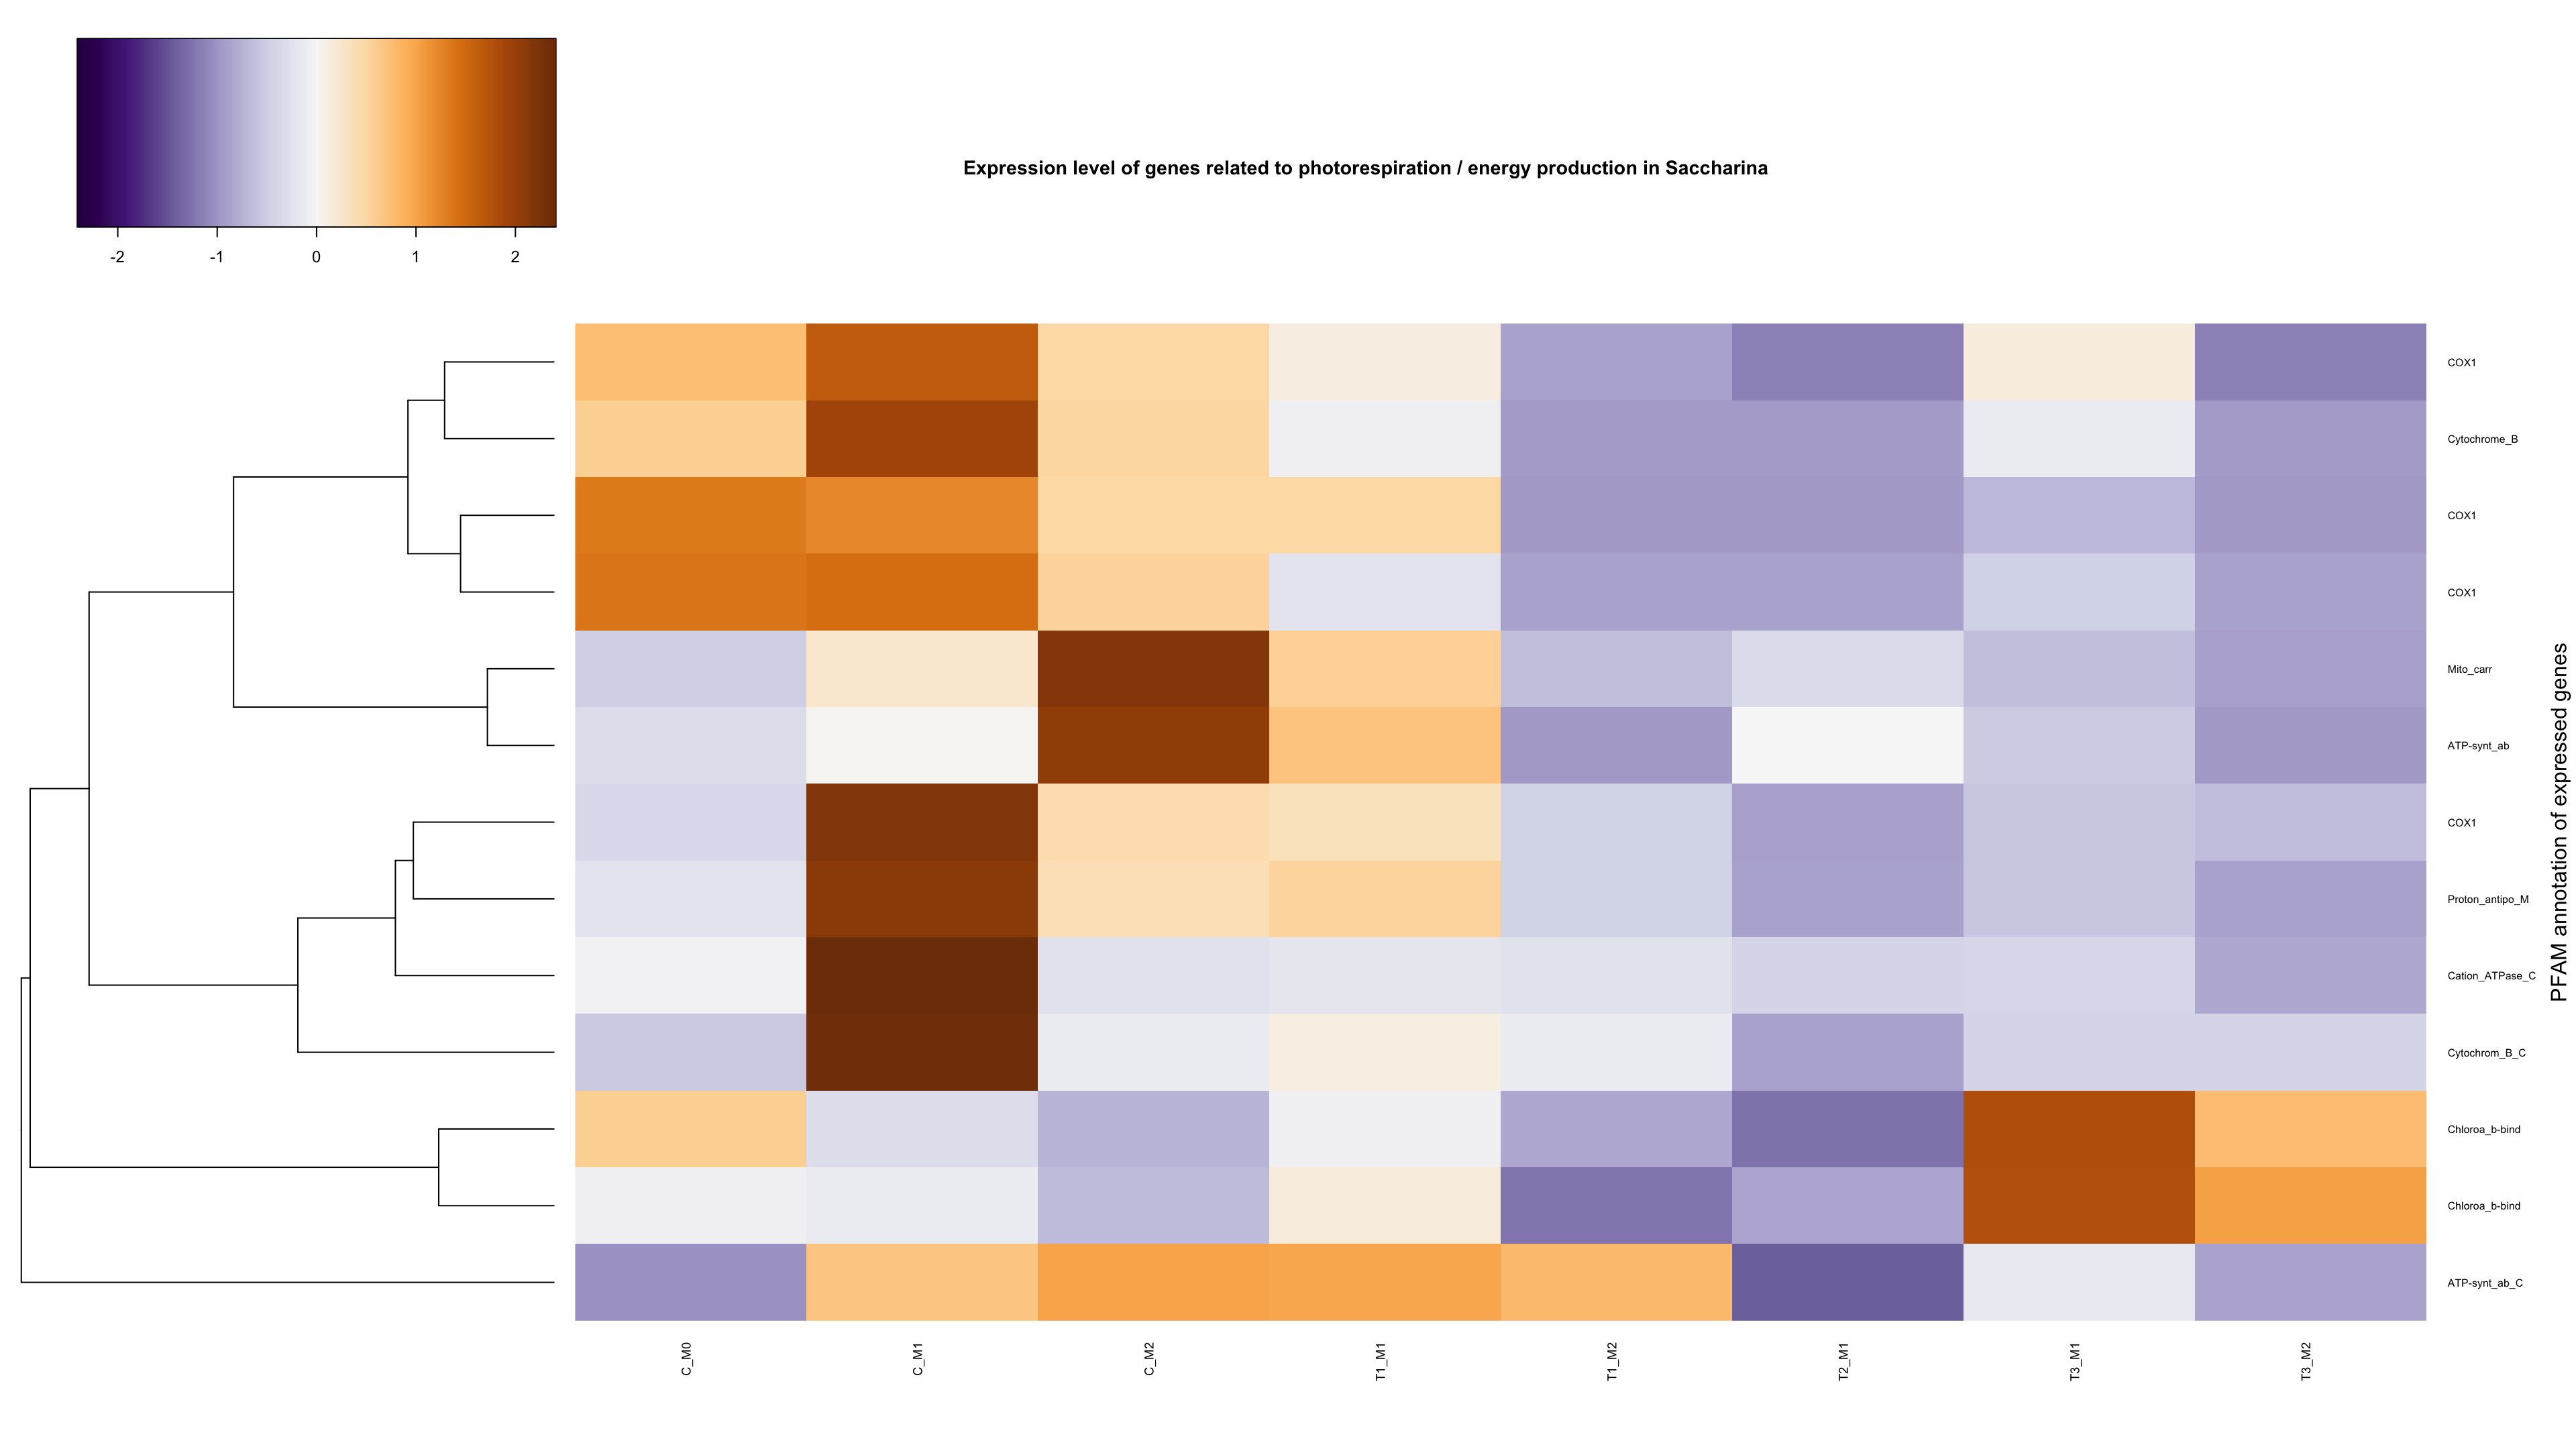 -2 -1 0 1 2
Expression level of genes related to photorespiration / energy production in Saccharina
COX1
Cytochrome_B
COX1
COX1
Mito_carr
ATP-synt_ab
COX1
Proton_antipo_M
Cation_ATPase_C
Cytochrom_B_C
Chloroa_b-bind
Chloroa_b-bind
ATP-synt_ab_C
PFAM annotation of expressed genes
C_M0
C_M1
C_M2
T1_M1
T1_M2
T2_M1
T3_M1
T3_M2